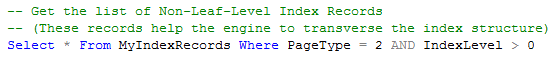 -- Get the list of Non-Leaf-Level Index Records
-- (These records help the engine to transverse the index structure)
Select * From MyIndexRecords Where PageType = 2 AND IndexLevel > 0